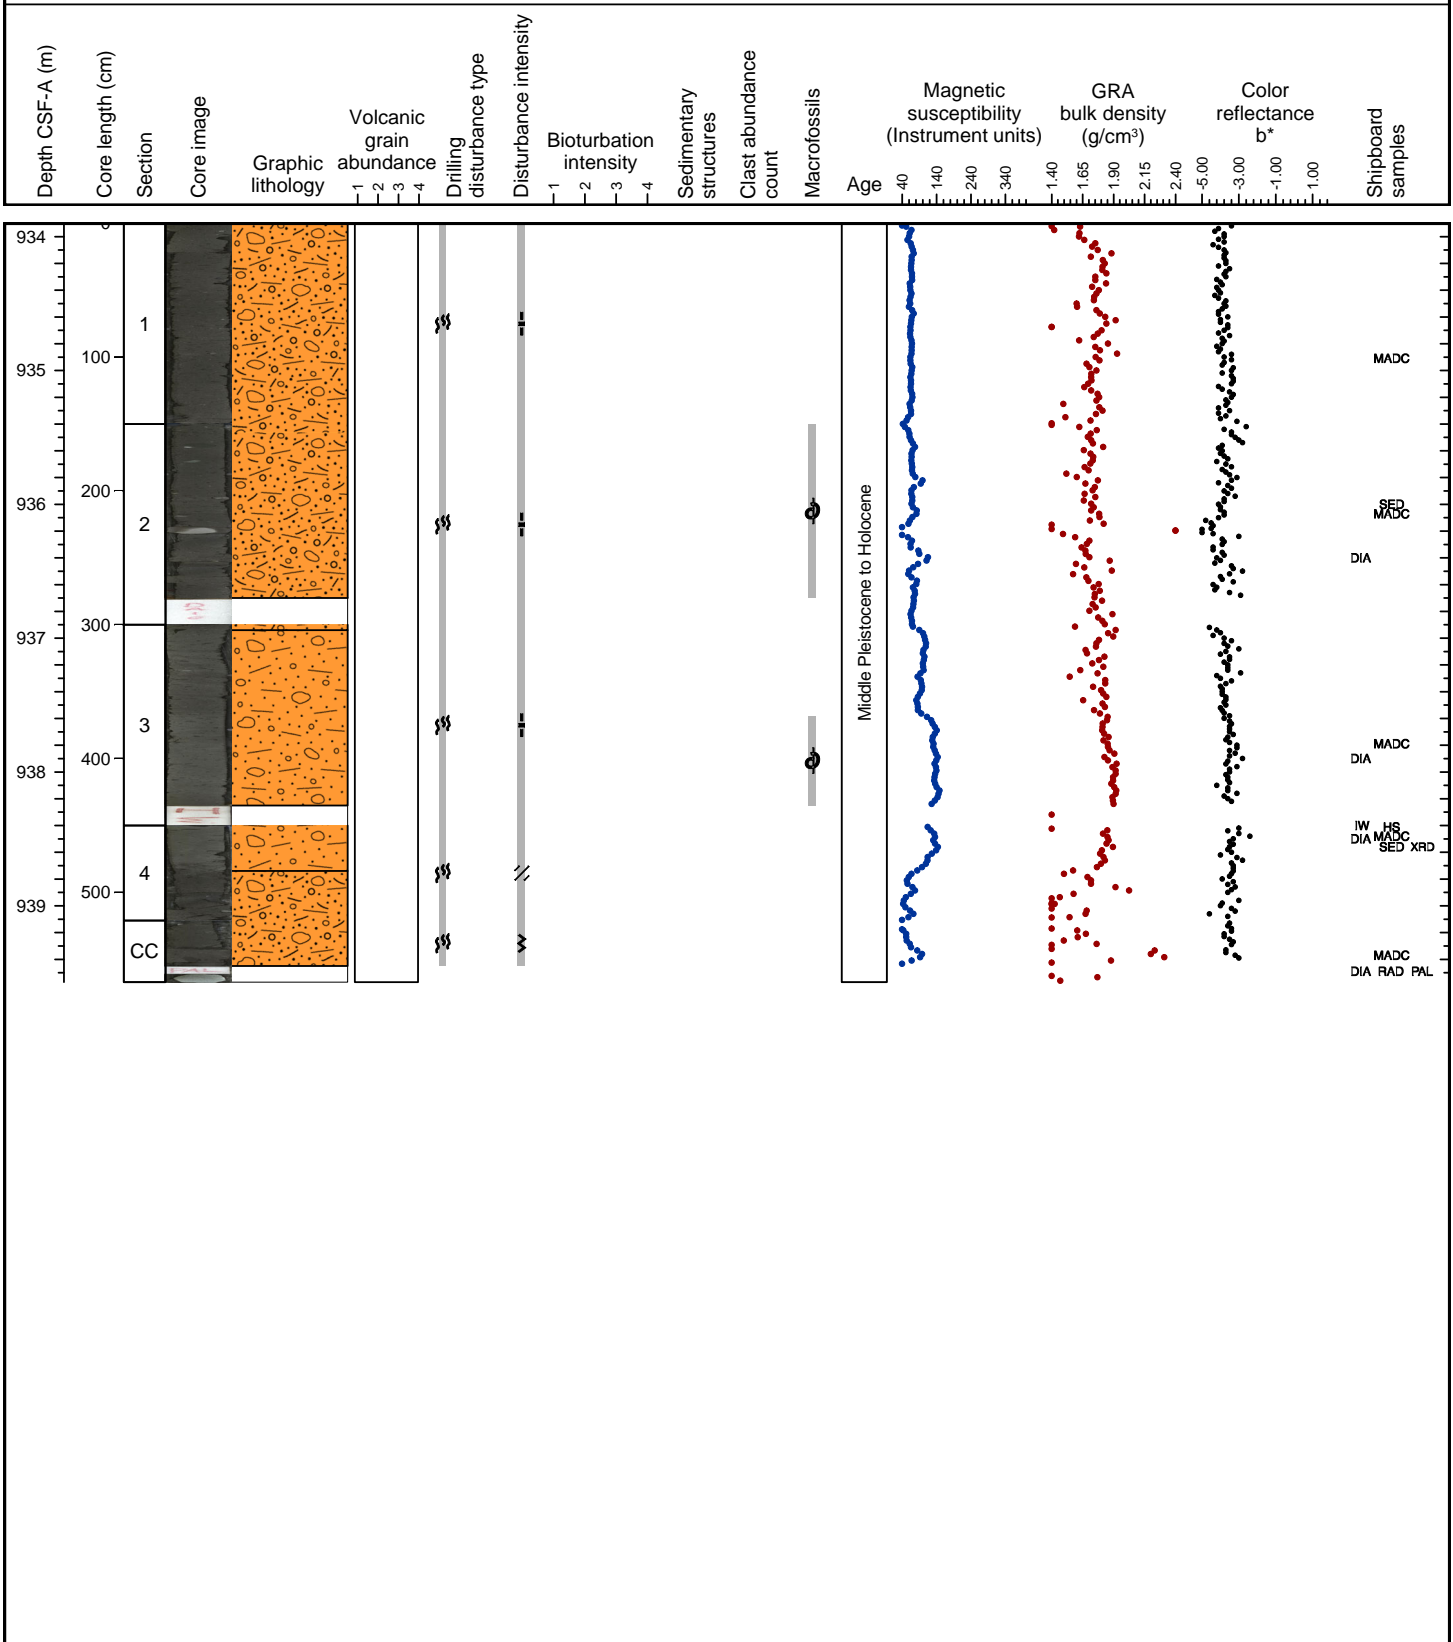 Depth CSF-A (m)
Core length (cm)
Section
Core image
Graphic
lithology
Volcanic
grain
abundance
1 2 3 4
Drilling
disturbance type
Disturbance intensity
Bioturbation
intensity
1 2 3 4
Sedimentary
structures
Clast abundance
count
Macrofossils
Age
Magnetic
susceptibility
(Instrument units)
40 140 240 340
GRA
bulk density
(g/cm³)
1.40 1.65 1.90 2.15 2.40
Color
reflectance
b*
-5.00 -3.00 -1.00 1.00
Shipboard
samples
934
935
936
937
938
939
0
100
200
300
400
500
1
2
3
4
CC
Middle Pleistocene to Holocene
MADC
SED
MADC
DIA
MADC
DIA
IW HS
DIA MADC
SED XRD
MADC
DIA RAD PAL